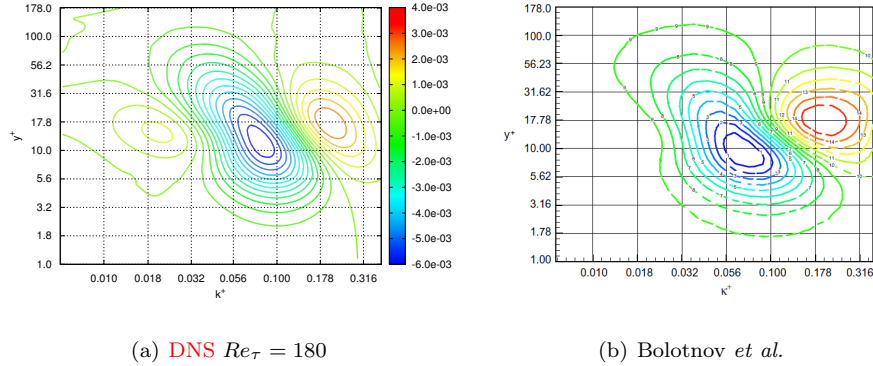 178.0
100.0
56.2
31.6
17.8
10.0
5.6
3.2
1.8
1.0
y+
0.010 0.018 0.032 0.056 0.100 0.178 0.316
k+
4.0e-03
3.0e-03
2.0e-03
1.0e-03
0.0e+00
-1.0e-03
-2.0e-03
-3.0e-03
-4.0e-03
-5.0e-03
-6.0e-03
(a) DNS Reτ = 180
178.0
100.0
56.23
31.62
17.78
10.00
5.62
3.16
1.78
1.00
y+
0.010 0.018 0.032 0.056 0.100 0.178 0.316
κ+
(b) Bolotnov et al.